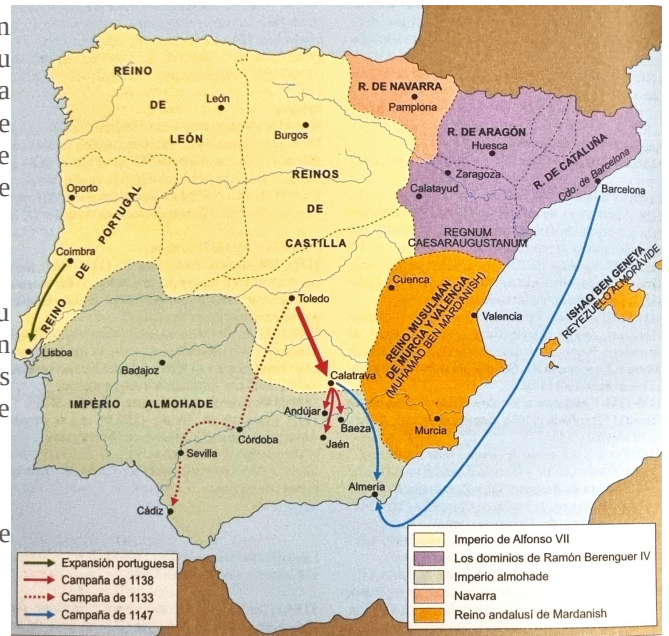 n
u
a
e
e
e
u
n
s
e
e
REINO
DE
LEÓN
León
Burgos
R. DE NAVARRA
Pamplona
R. DE ARAGÓN
Huesca
Zaragoza
Calatayud
R. DE CATALUÑA
Cdo. de Barcelona
Barcelona
REGNUM
CAESARAUGUSTANUM
REINOS
DE
CASTILLA
Oporto
Coímbra
REINO DE PORTUGAL
Lisboa
Toledo
Cuenca
Valencia
REINO MUSULMÁN
DE MURCIA Y VALENCIA
(MUHAMAD BEN MARDANISH)
ISHAQ BEN GENEYA
REYEZUELO ALMORÁVIDE
Badajoz
Calatrava
IMPERIO ALMOHADE
Andújar
Baeza
Jaén
Murcia
Córdoba
Sevilla
Almería
Cádiz
Expansión portuguesa
Campaña de 1138
Campaña de 1133
Campaña de 1147
Imperio de Alfonso VII
Los dominios de Ramón Berenguer IV
Imperio almohade
Navarra
Reino andalusí de Mardanish